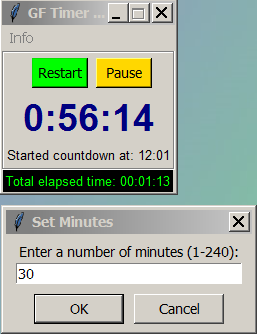 GF Timer ...
Info
Restart Pause
0:56:14
Started countdown at: 12:01
Total elapsed time: 00:01:13
Set Minutes
Enter a number of minutes (1-240):
30
OK Cancel